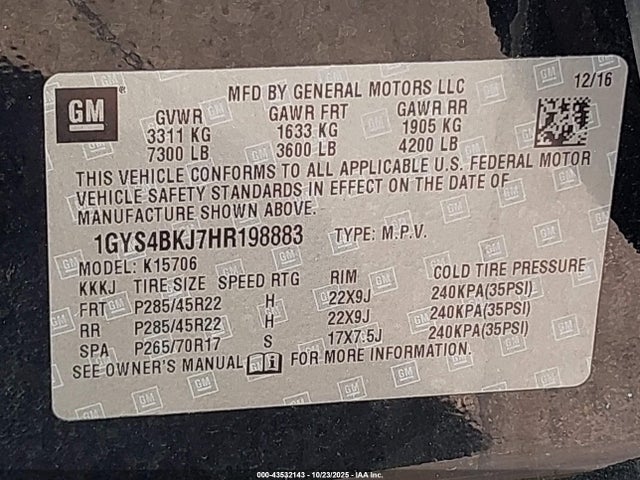 MFD BY GENERAL MOTORS LLC 12/16
GM
GVWR GAWR FRT GAWR RR
3311 KG 1633 KG 1905 KG
7300 LB 3600 LB 4200 LB
THIS VEHICLE CONFORMS TO ALL APPLICABLE U.S. FEDERAL MOTOR
VEHICLE SAFETY STANDARDS IN EFFECT ON THE DATE OF
MANUFACTURE SHOWN ABOVE.
1GYS4BKJ7HR198883 TYPE: M.P.V.
MODEL: K15706
KKKJ TIRE SIZE SPEED RTG RIM COLD TIRE PRESSURE
FRT P285/45R22 H 22X9J 240KPA(35PSI)
RR P285/45R22 H 22X9J 240KPA(35PSI)
SPA P265/70R17 S 17X7.5J 240KPA(35PSI)
SEE OWNER'S MANUAL FOR MORE INFORMATION.
000-43532143 - 10/23/2025 - IAA Inc.